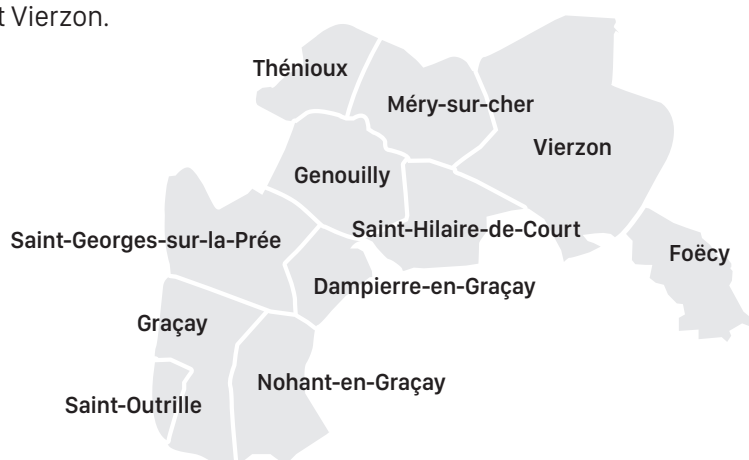 t Vierzon.
Thénioux
Méry-sur-cher
Vierzon
Genouilly
Saint-Hilaire-de-Court
Saint-Georges-sur-la-Prée
Foëcy
Dampierre-en-Graçay
Graçay
Nohant-en-Graçay
Saint-Outrille